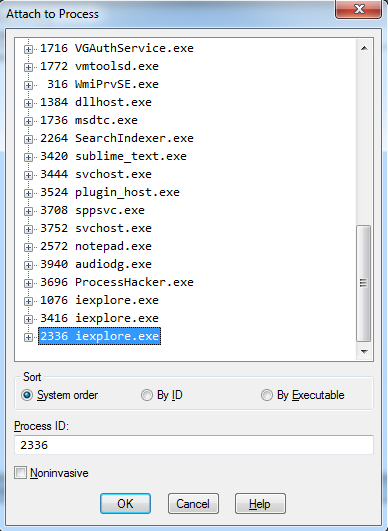 Attach to Process
1716 VGAuthService.exe
1772 vmtoolsd.exe
316 WmiPrvSE.exe
1384 dllhost.exe
1736 msdtc.exe
2264 SearchIndexer.exe
3420 sublime_text.exe
3444 svchost.exe
3524 plugin_host.exe
3708 sppsvc.exe
3752 svchost.exe
2572 notepad.exe
3940 audiodg.exe
3696 ProcessHacker.exe
1076 iexplore.exe
3416 iexplore.exe
2336 iexplore.exe
Sort
System order By ID By Executable
Process ID:
2336
Noninvasive
OK Cancel Help